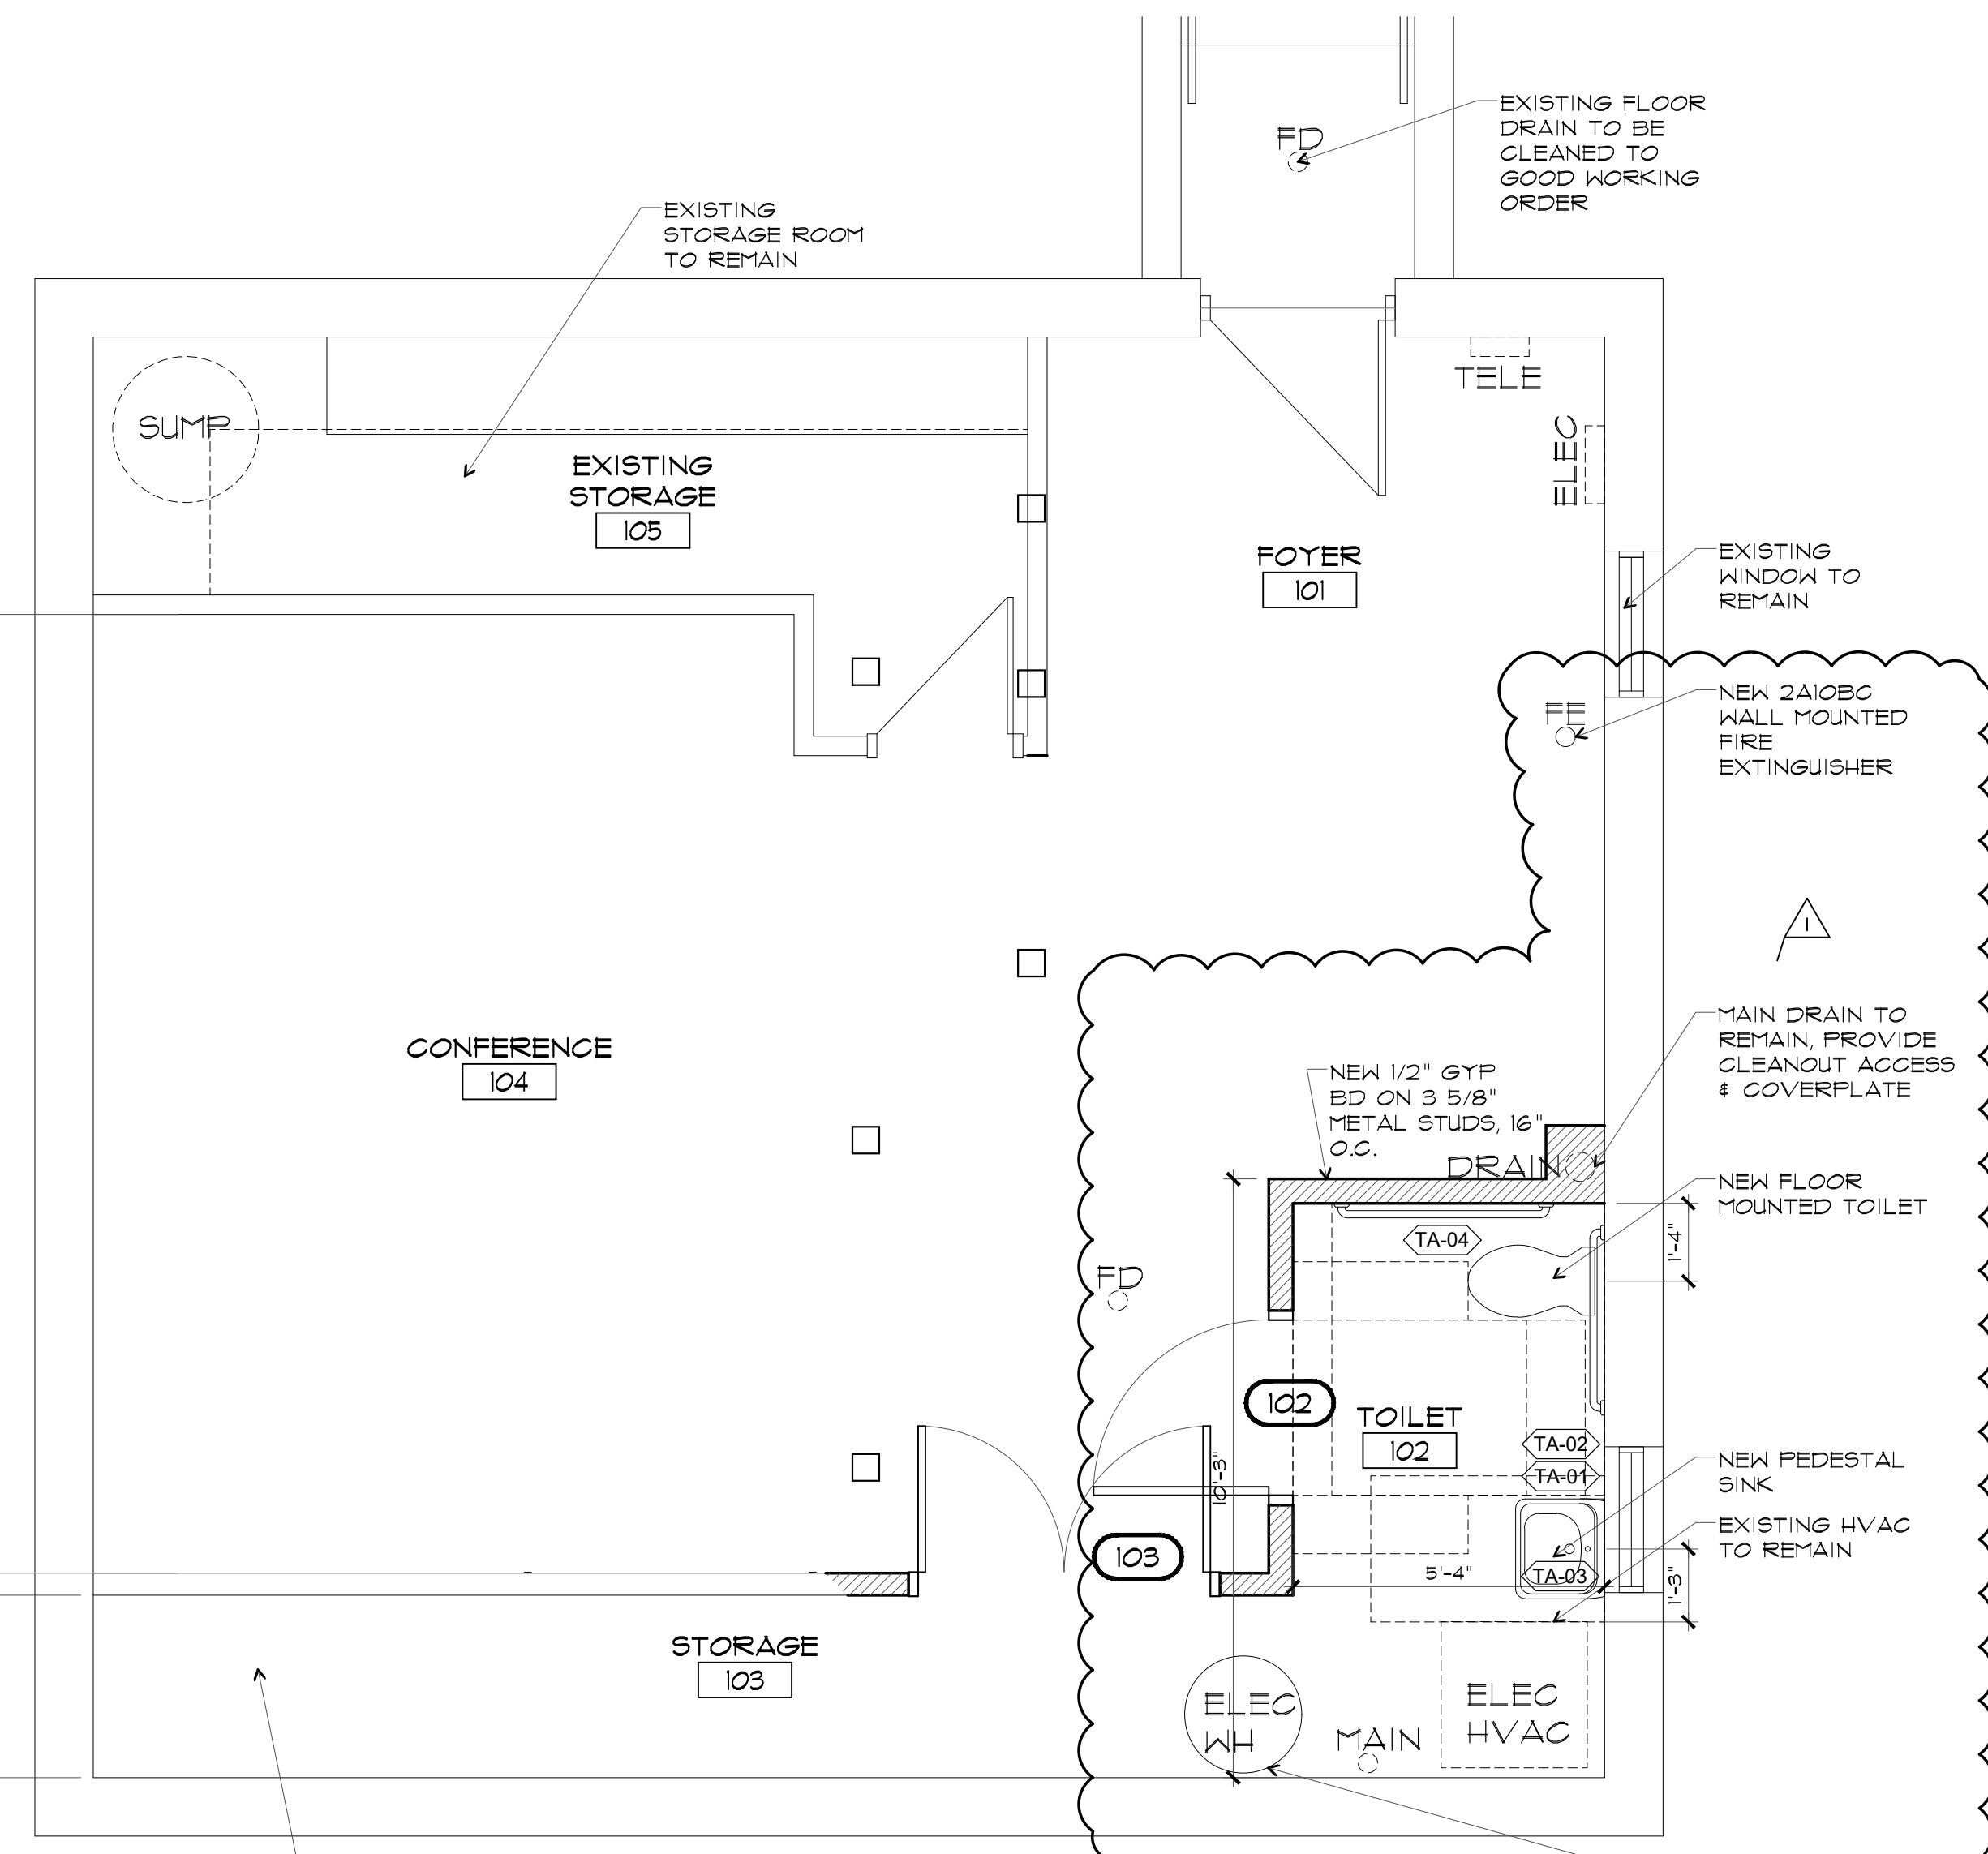 EXISTING FLOOR
DRAIN TO BE
CLEANED TO
GOOD WORKING
ORDER
FD
EXISTING
STORAGE ROOM
TO REMAIN
TELE
SUMP
ELEC
EXISTING
STORAGE
105
FOYER
101
EXISTING
WINDOW TO
REMAIN
FE
NEW 2A10BC
WALL MOUNTED
FIRE
EXTINGUISHER
1
MAIN DRAIN TO
REMAIN, PROVIDE
CLEANOUT ACCESS
& COVERPLATE
CONFERENCE
104
NEW 1/2" GYP
BD ON 3 5/8"
METAL STUDS, 16"
O.C.
DRAIN
NEW FLOOR
MOUNTED TOILET
TA-04
1'-4"
FD
102
TOILET
102
TA-02
TA-01
10'-3"
NEW PEDESTAL
SINK
EXISTING HVAC
TO REMAIN
103
5'-4"
TA-03
1'-3"
STORAGE
103
ELEC
WH
MAIN
ELEC
HVAC